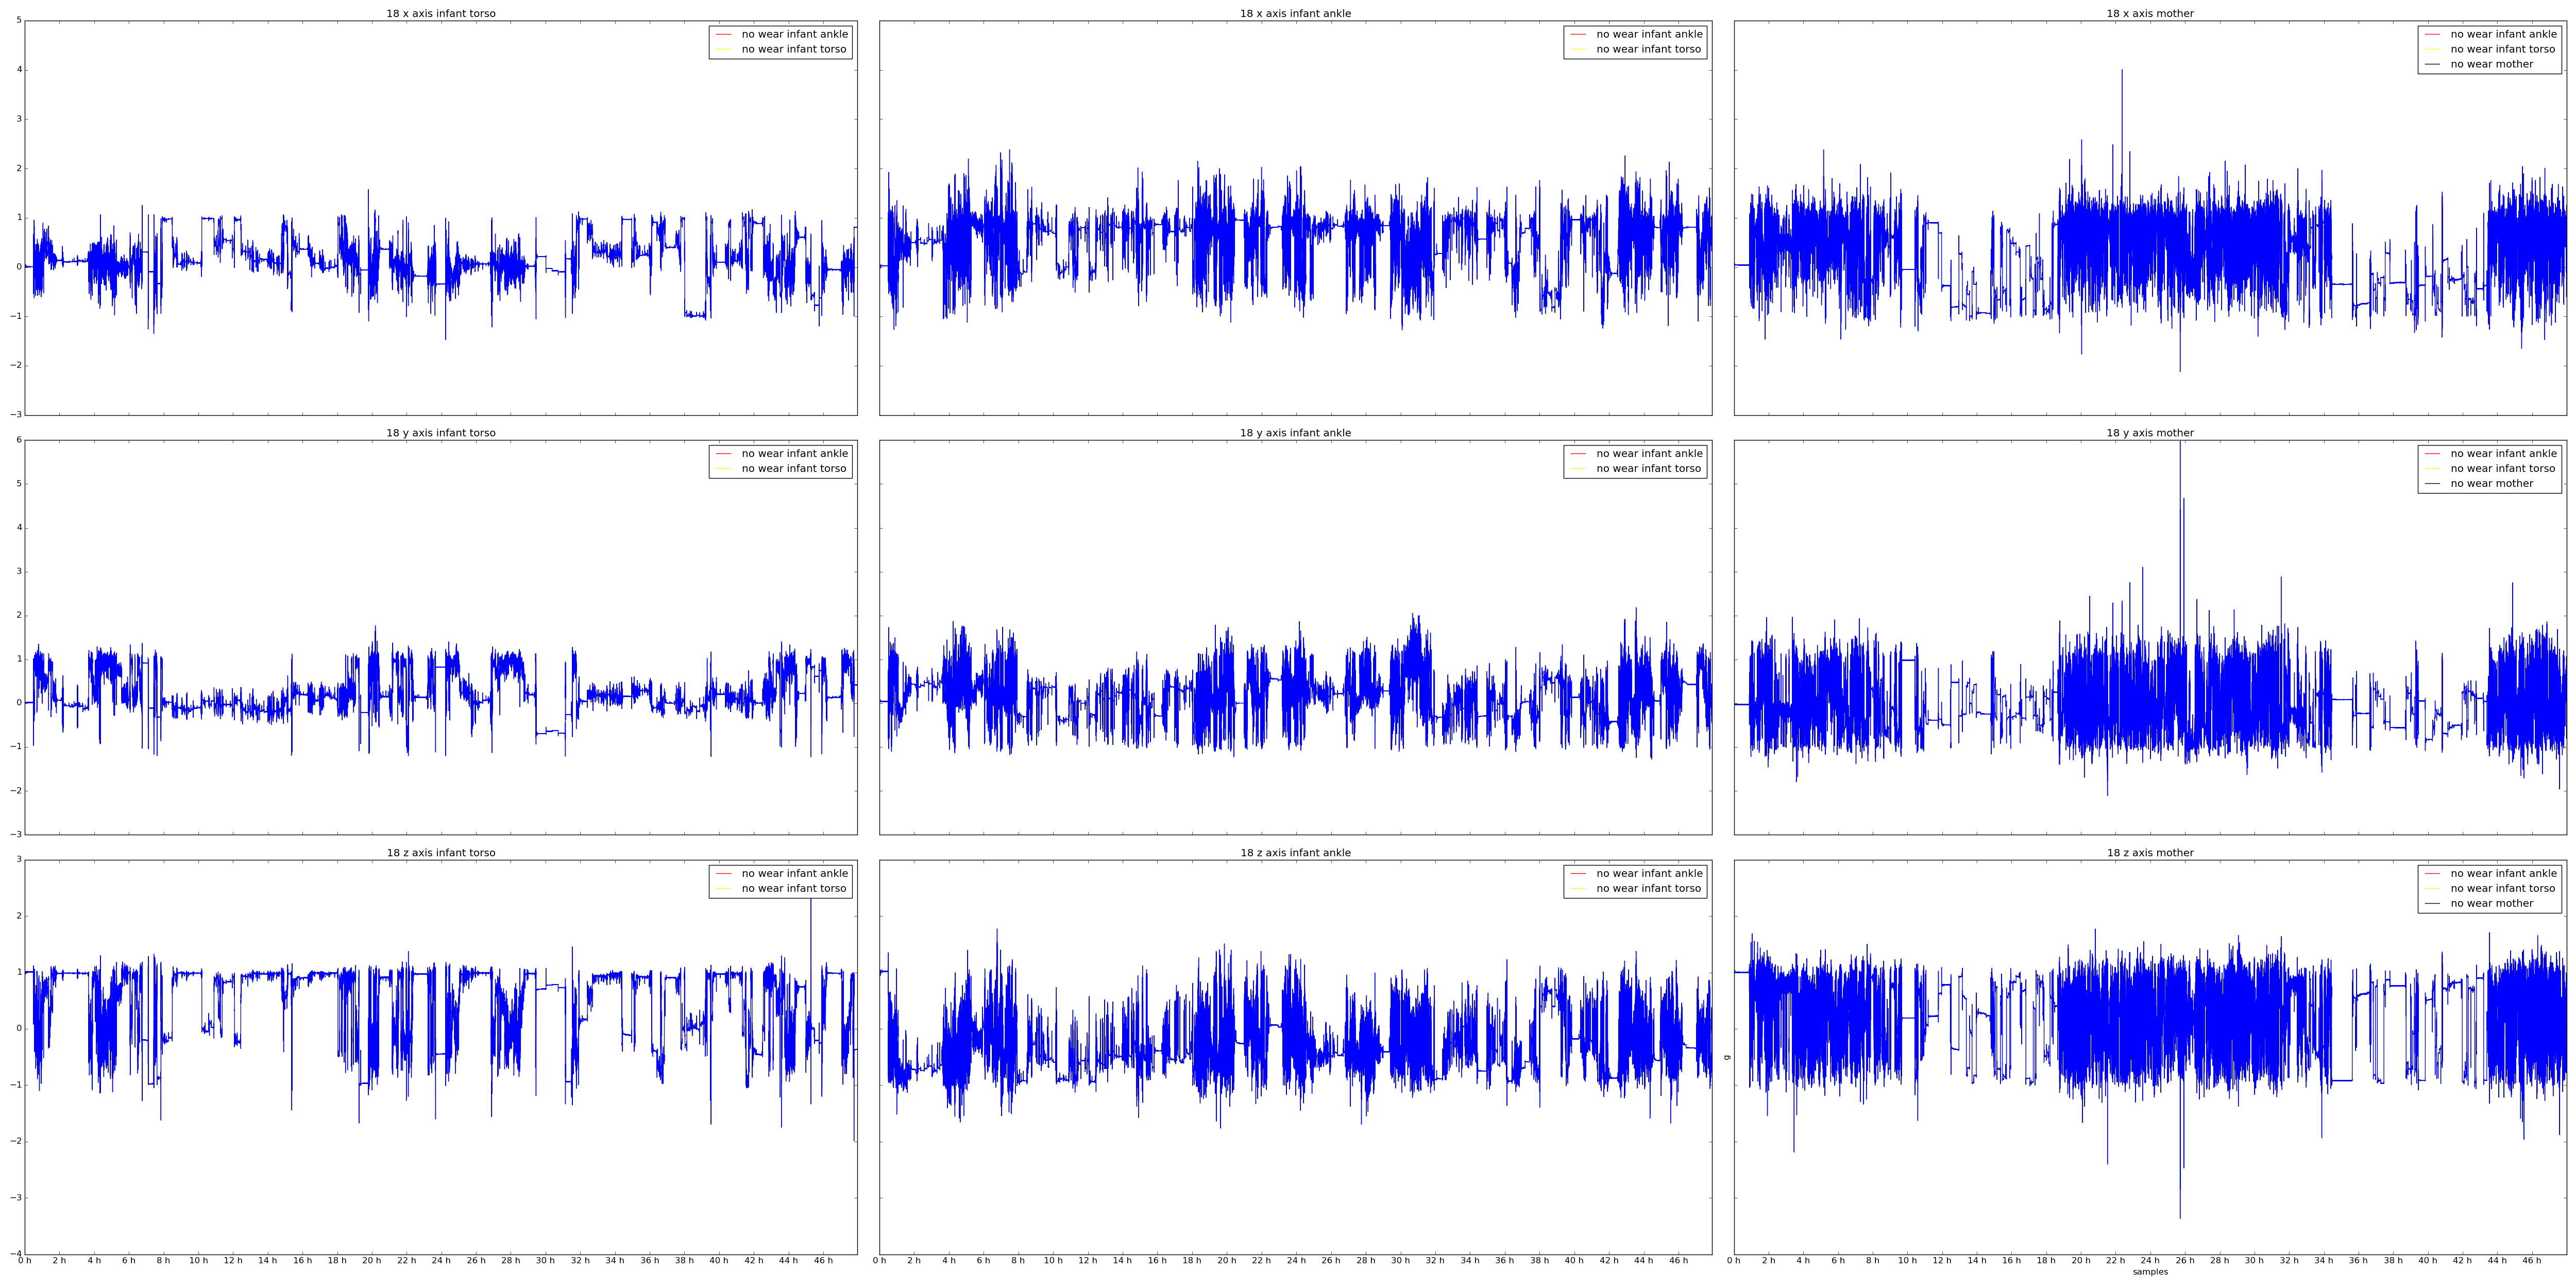 18 x axis infant torso
18 x axis infant ankle
18 x axis mother
5
4
3
2
1
0
−1
−2
−3
no wear infant ankle
no wear infant torso
no wear infant ankle
no wear infant torso
no wear infant ankle
no wear infant torso
no wear mother
18 y axis infant torso
18 y axis infant ankle
18 y axis mother
6
5
4
3
2
1
0
−1
−2
−3
no wear infant ankle
no wear infant torso
no wear infant ankle
no wear infant torso
no wear infant ankle
no wear infant torso
no wear mother
18 z axis infant torso
18 z axis infant ankle
18 z axis mother
3
2
1
0
−1
−2
−3
−4
no wear infant ankle
no wear infant torso
no wear infant ankle
no wear infant torso
no wear infant ankle
no wear infant torso
no wear mother
g
0 h 2 h 4 h 6 h 8 h 10 h 12 h 14 h 16 h 18 h 20 h 22 h 24 h 26 h 28 h 30 h 32 h 34 h 36 h 38 h 40 h 42 h 44 h 46 h
0 h 2 h 4 h 6 h 8 h 10 h 12 h 14 h 16 h 18 h 20 h 22 h 24 h 26 h 28 h 30 h 32 h 34 h 36 h 38 h 40 h 42 h 44 h 46 h
0 h 2 h 4 h 6 h 8 h 10 h 12 h 14 h 16 h 18 h 20 h 22 h 24 h 26 h 28 h 30 h 32 h 34 h 36 h 38 h 40 h 42 h 44 h 46 h
samples